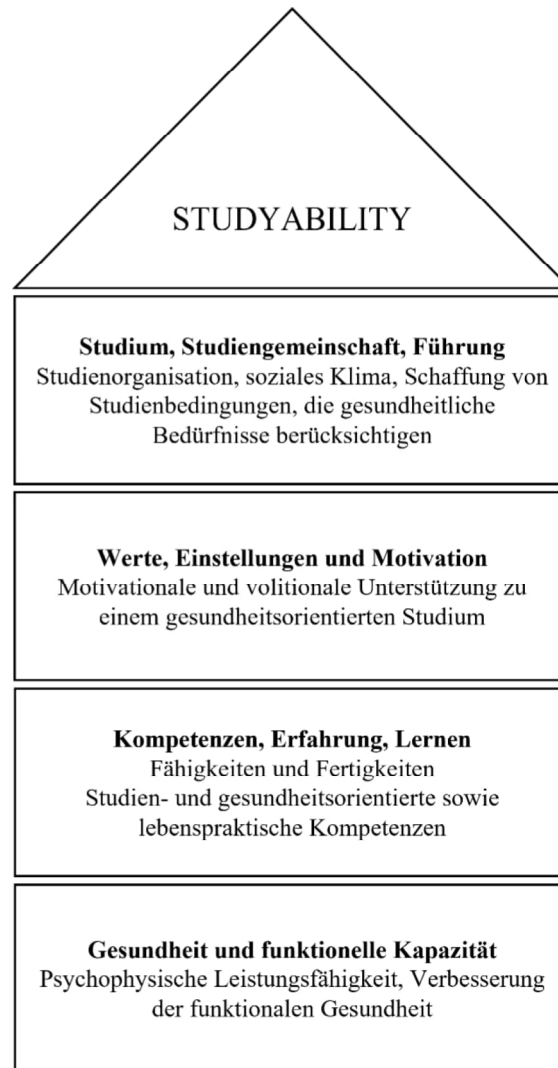 STUDYABILITY
Studium, Studiengemeinschaft, Führung
Studienorganisation, soziales Klima, Schaffung von
Studienbedingungen, die gesundheitliche
Bedürfnisse berücksichtigen
Werte, Einstellungen und Motivation
Motivationale und volitionale Unterstützung zu
einem gesundheitsorientierten Studium
Kompetenzen, Erfahrung, Lernen
Fähigkeiten und Fertigkeiten
Studien- und gesundheitsorientierte sowie
lebenspraktische Kompetenzen
Gesundheit und funktionelle Kapazität
Psychophysische Leistungsfähigkeit, Verbesserung
der funktionalen Gesundheit